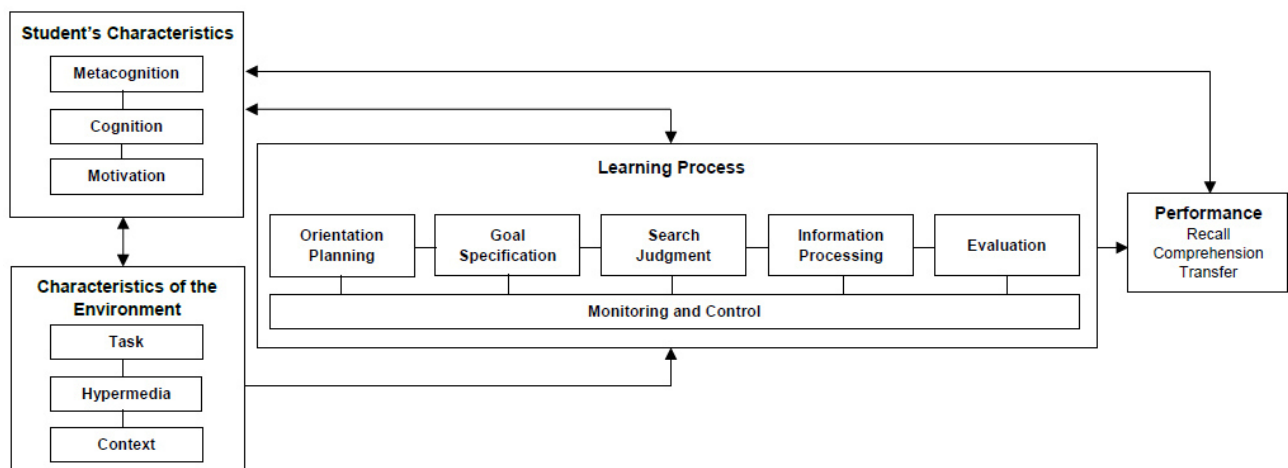 Student's Characteristics
Metacognition
Cognition
Motivation
Characteristics of the
Environment
Task
Hypermedia
Context
Learning Process
Orientation
Planning
Goal
Specification
Search
Judgment
Information
Processing
Evaluation
Monitoring and Control
Performance
Recall
Comprehension
Transfer